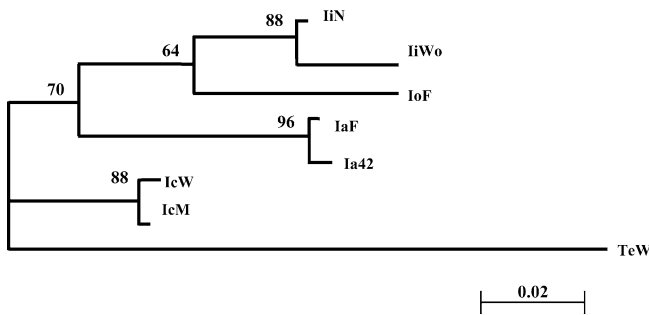 88 IiN
64 IiWo
70 IoF
96 IaF
Ia42
88 IcW
IcM
TeW
0.02